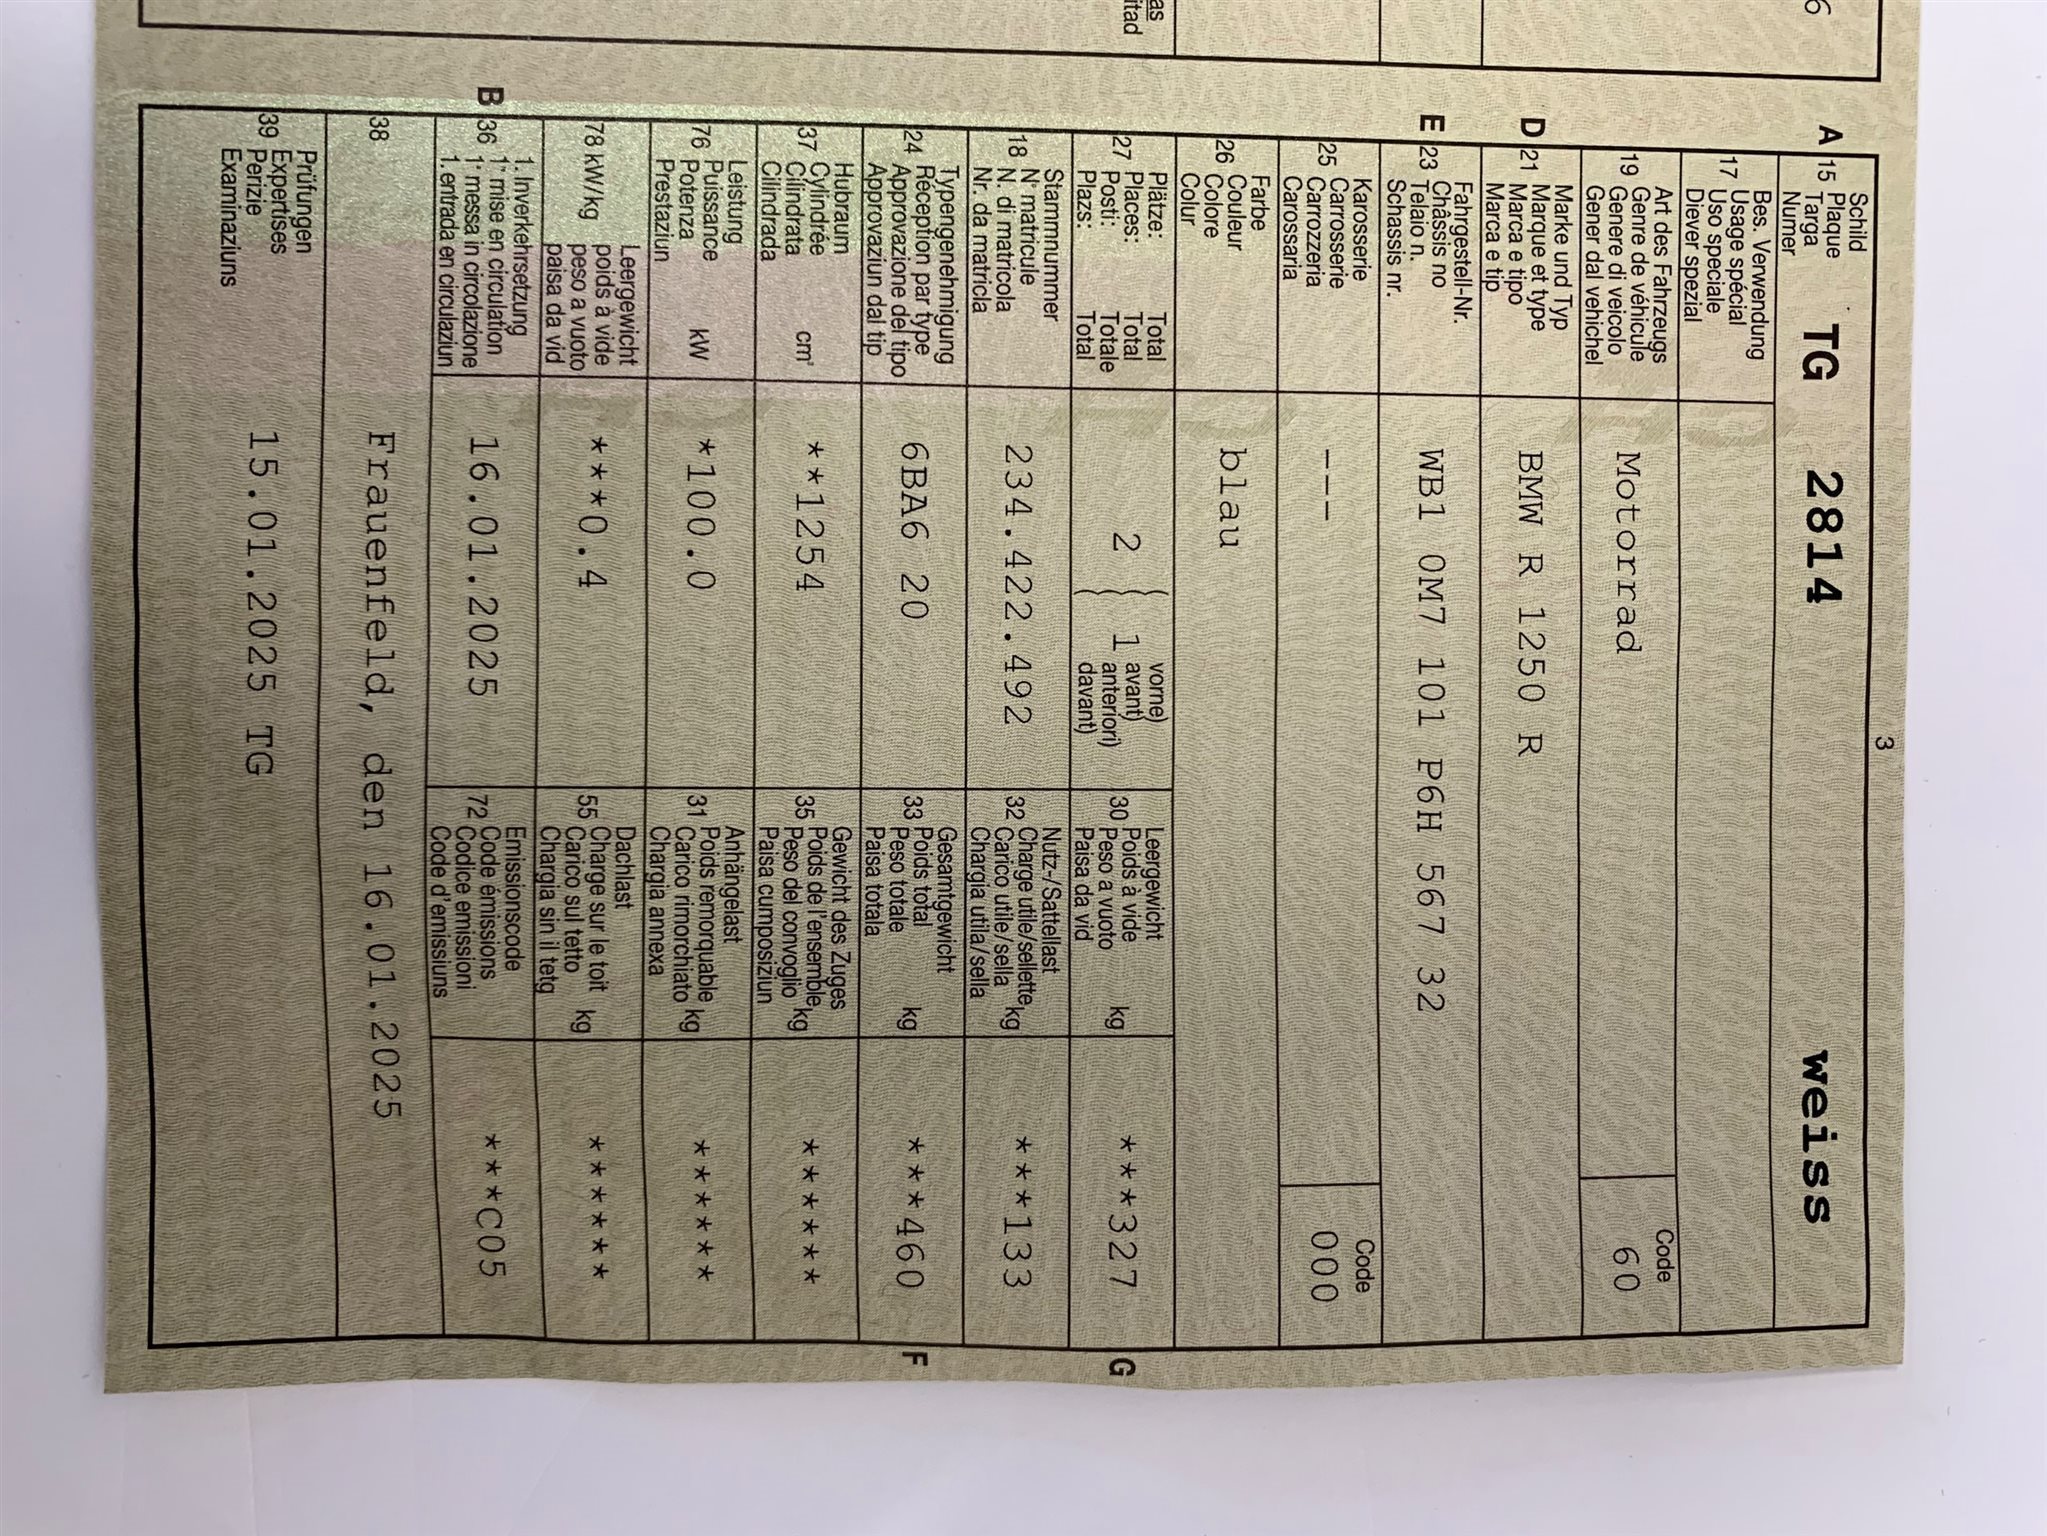 as
itad
6
3
A 15 Schild
Plaque
Targa
Numer
TG 2814 weiss
17 Bes. Verwendung
Usage spécial
Uso speciale
Diever spezial
19 Art des Fahrzeugs
Genre de véhicule
Genere di veicolo
Gener dal vehichel
Motorrad
Code
60
D 21 Marke und Typ
Marque et type
Marca e tipo
Marca e tip
BMW R 1250 R
E 23 Fahrgestell-Nr.
Châssis no
Telaio n.
Schassis nr.
WB1 0M7 101 P6H 567 32
25 Karosserie
Carrosserie
Carrozzeria
Carossaria
---
Code
000
26 Farbe
Couleur
Colore
Colur
blau
27 Plätze: Total
Places: Total
Posti: Totale
Plazs: Total
2 ( 1 vorne)
avant)
anteriori)
davant)
30 Leergewicht
Poids à vide
Peso a vuoto kg
Paisa da vid
***327 G
18 Stammnummer
N° matricule
N. di matricola
Nr. da matricla
234.422.492
32 Nutz-/Sattellast
Charge utile/sellette kg
Carico utile/sella
Chargia utila/sella
***133
24 Typengenehmigung
Réception par type
Approvazione del tipo
Approvaziun dal tip
6BA6 20
33 Gesamtgewicht
Poids total kg
Peso totale
Paisa totala
***460 F
37 Hubraum
Cylindrée
Cilindrata cm³
Cilindrada
**1254
35 Gewicht des Zuges
Poids de l'ensemble kg
Peso del convoglio
Paisa cumposiziun
******
76 Leistung
Puissance
Potenza kW
Prestaziun
*100.0
31 Anhängelast
Poids remorquable kg
Carico rimorchiato
Chargia annexa
******
78 kW/kg Leergewicht
poids à vide
peso a vuoto
paisa da vid
***0.4
55 Dachlast
Charge sur le toit kg
Carico sul tetto
Chargia sin il tetg
******
B 36 1. Inverkehrsetzung
1re mise en circulation
1a messa in circolazione
1. entrada en circulaziun
16.01.2025
72 Emissionscode
Code émissions
Codice emissioni
Code d'emissiuns
***C05
38 Frauenfeld, den 16.01.2025
39 Prüfungen
Expertises
Perizie
Examinaziuns
15.01.2025 TG